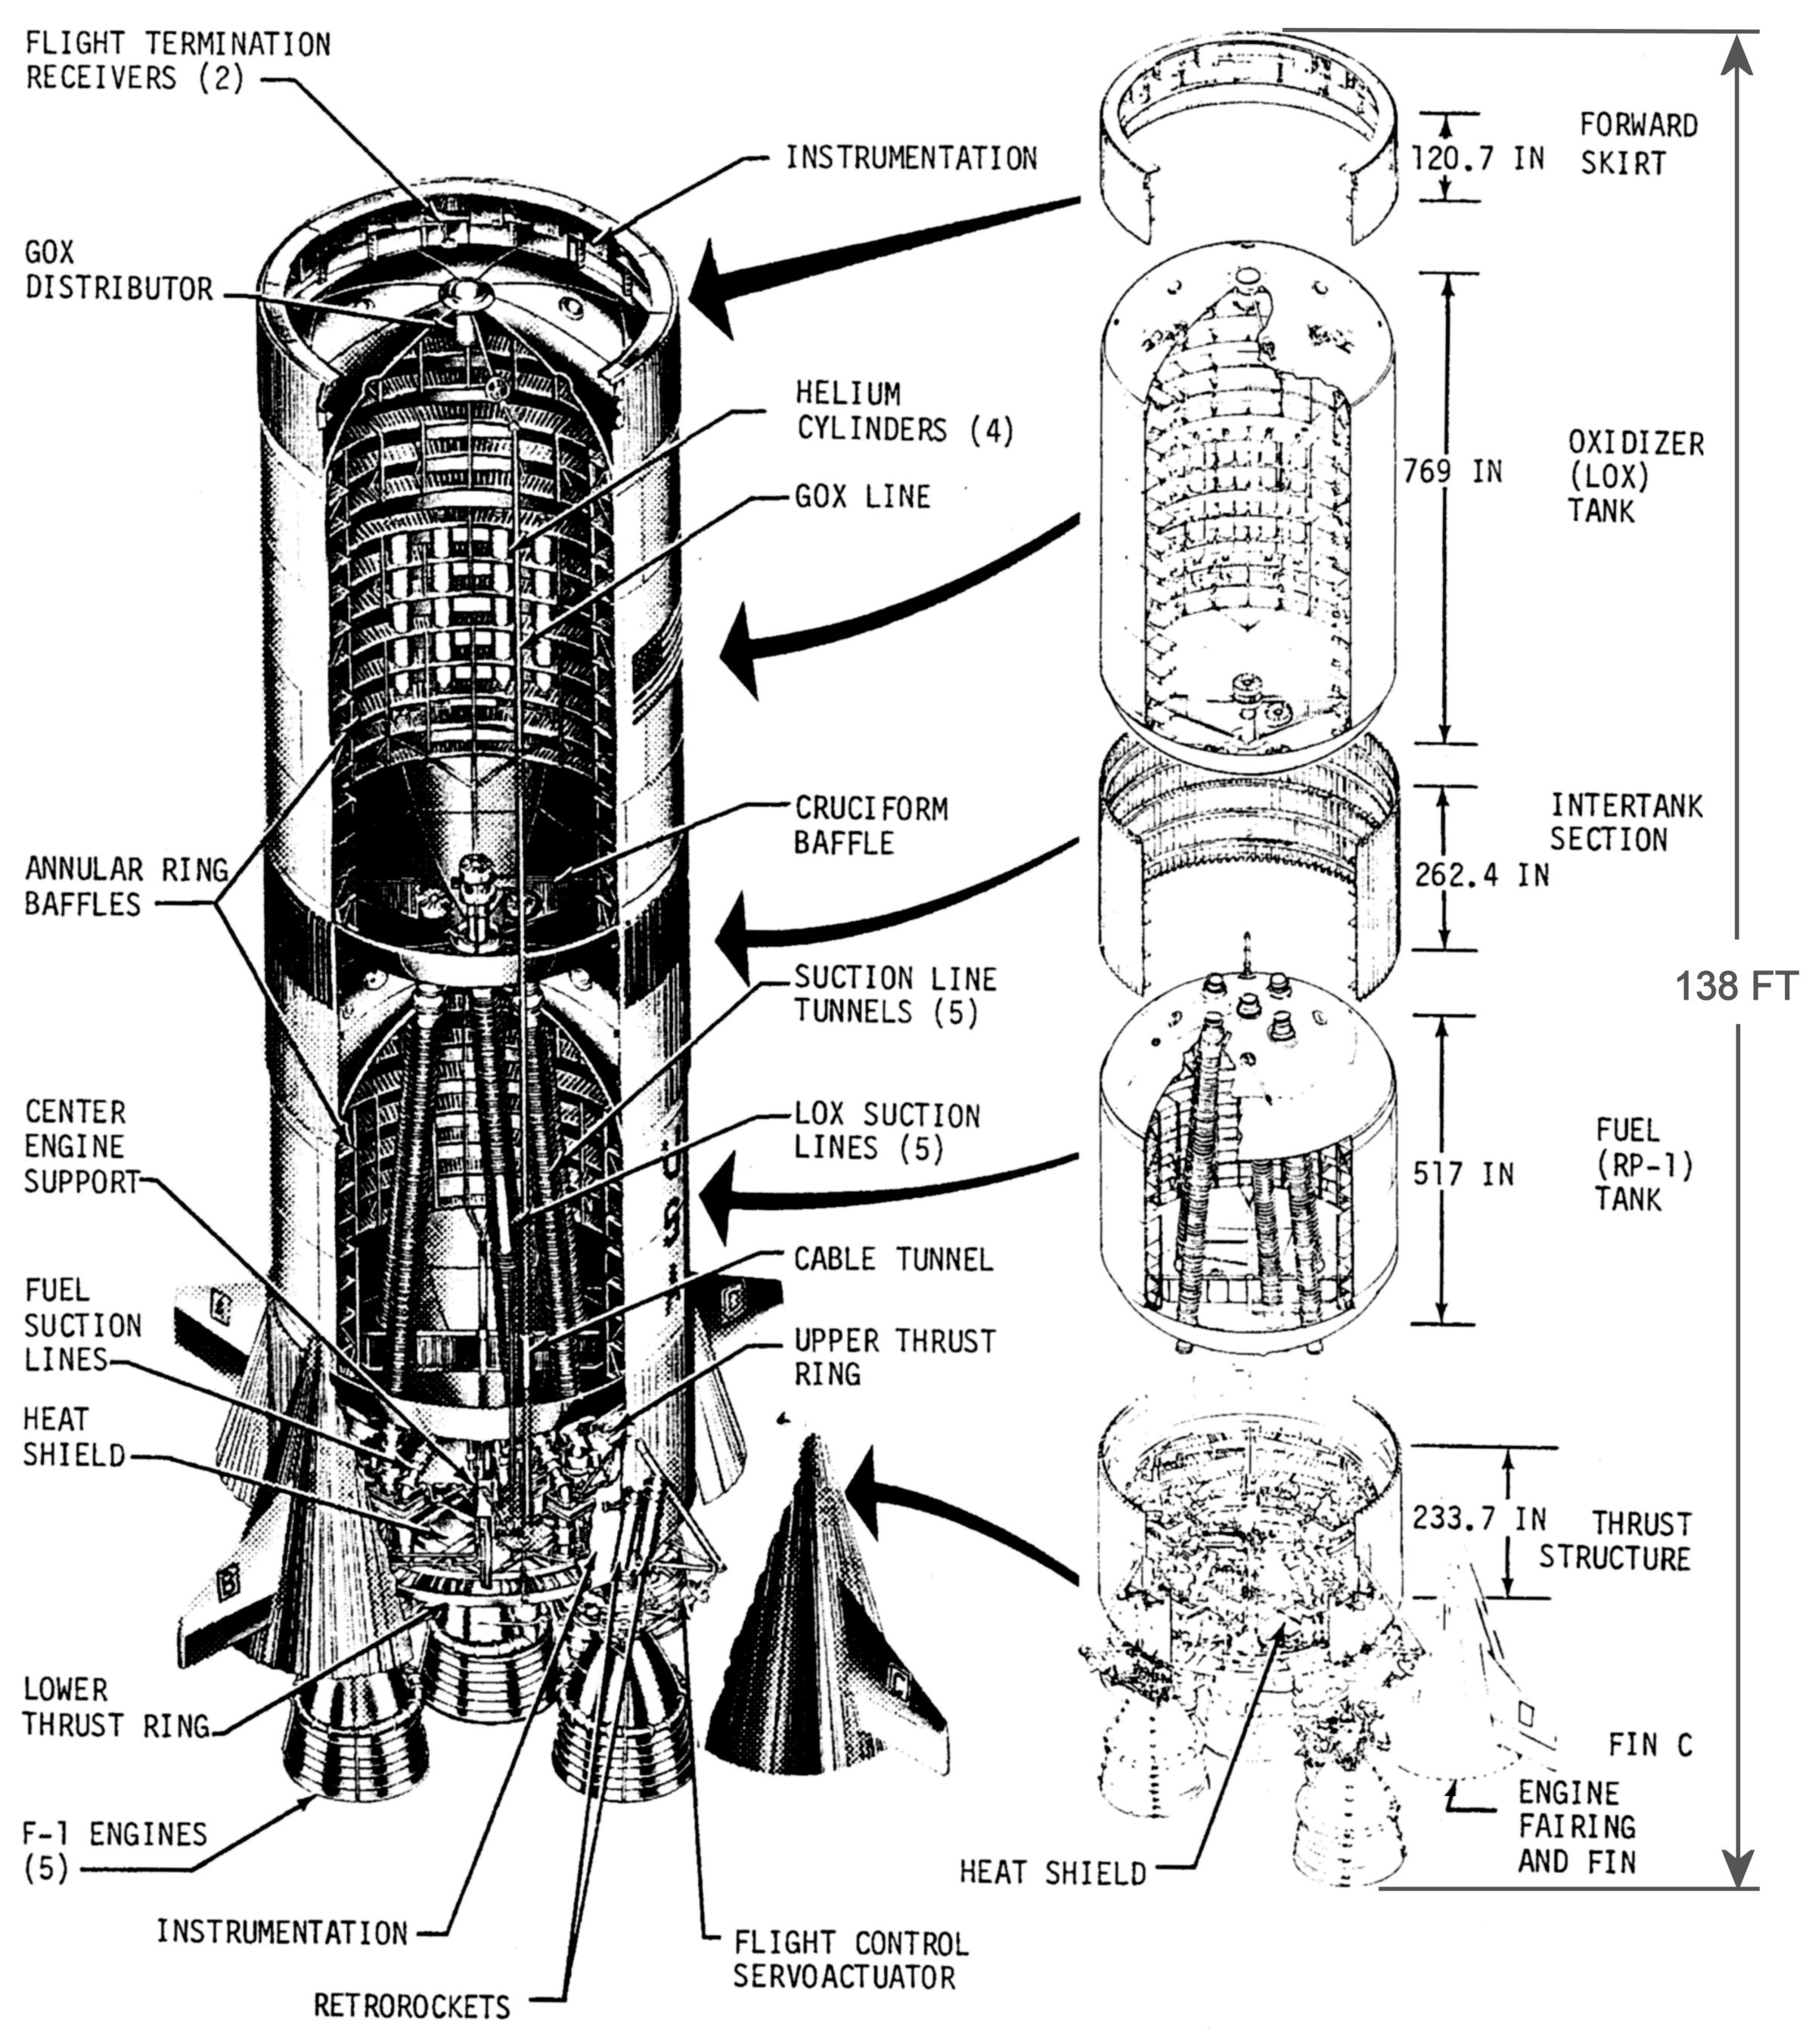 FLIGHT TERMINATION
RECEIVERS (2)
INSTRUMENTATION
GOX
DISTRIBUTOR
HELIUM
CYLINDERS (4)
GOX LINE
CRUCIFORM
BAFFLE
ANNULAR RING
BAFFLES
SUCTION LINE
TUNNELS (5)
CENTER
ENGINE
SUPPORT
LOX SUCTION
LINES (5)
FUEL
SUCTION
LINES
CABLE TUNNEL
UPPER THRUST
RING
HEAT
SHIELD
LOWER
THRUST RING
F-1 ENGINES
(5)
INSTRUMENTATION
RETROROCKETS
FLIGHT CONTROL
SERVOACTUATOR
U
S
A
B
C
120.7 IN
FORWARD
SKIRT
769 IN
OXIDIZER
(LOX)
TANK
INTERTANK
SECTION
262.4 IN
138 FT
517 IN
FUEL
(RP-1)
TANK
233.7 IN
THRUST
STRUCTURE
FIN C
ENGINE
FAIRING
AND FIN
HEAT SHIELD